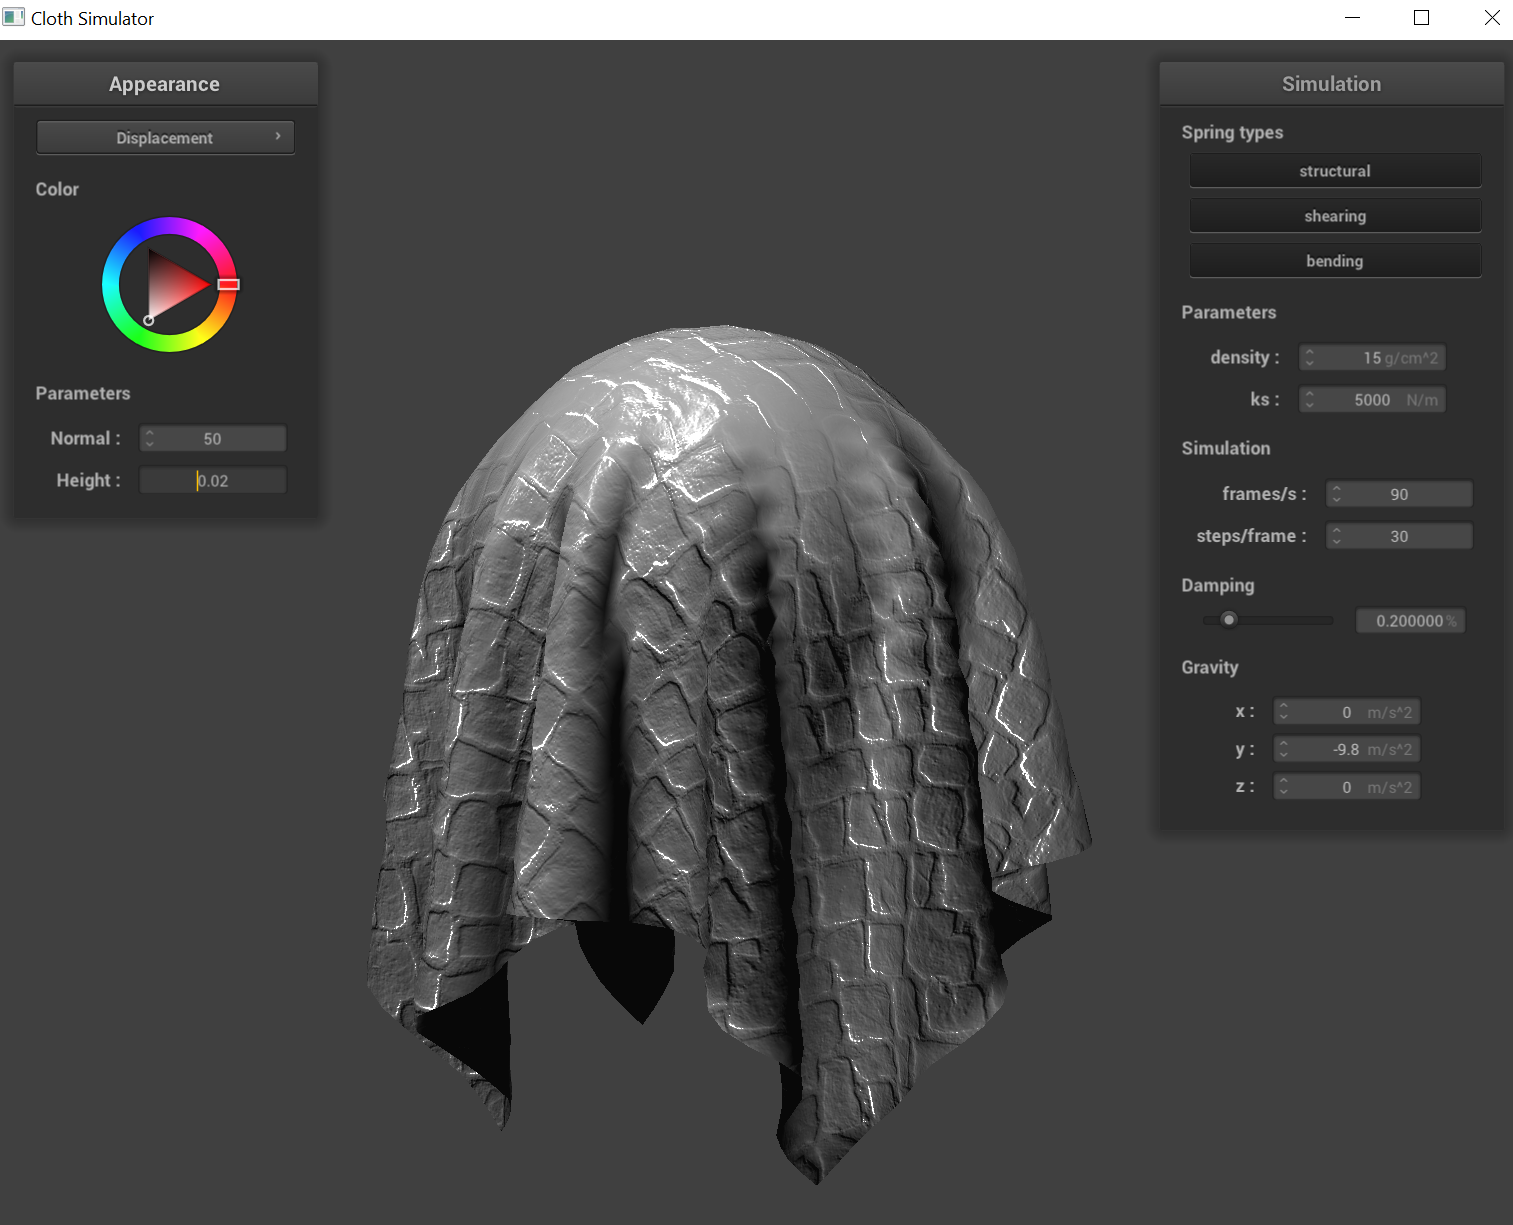 Cloth Simulator
Appearance
Displacement
Color
Parameters
Normal : 50
Height : 0.02
Simulation
Spring types
structural
shearing
bending
Parameters
density : 15 g/cm^2
ks : 5000 N/m
Simulation
frames/s : 90
steps/frame : 30
Damping
0.200000 %
Gravity
x : 0 m/s^2
y : -9.8 m/s^2
z : 0 m/s^2